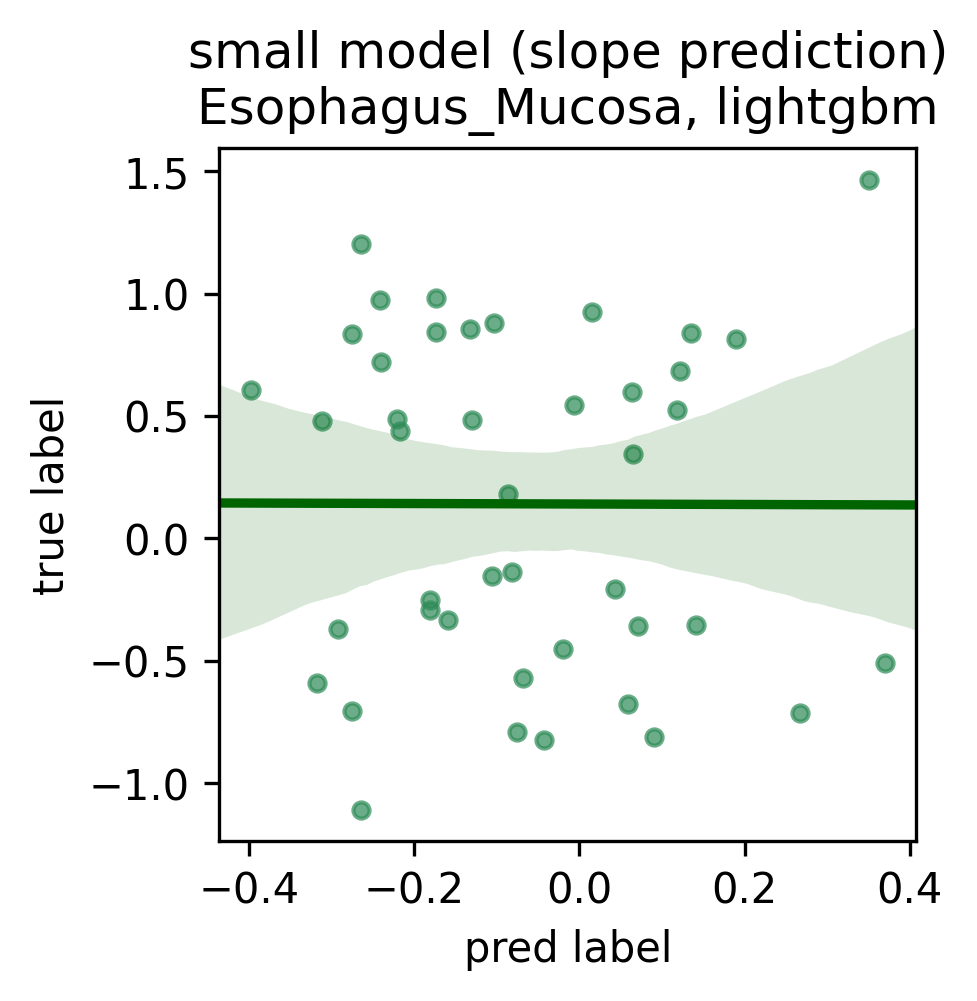 small model (slope prediction)
Esophagus_Mucosa, lightgbm
1.5
1.0
0.5
0.0
−0.5
−1.0
true label
−0.4
−0.2
0.0
0.2
0.4
pred label